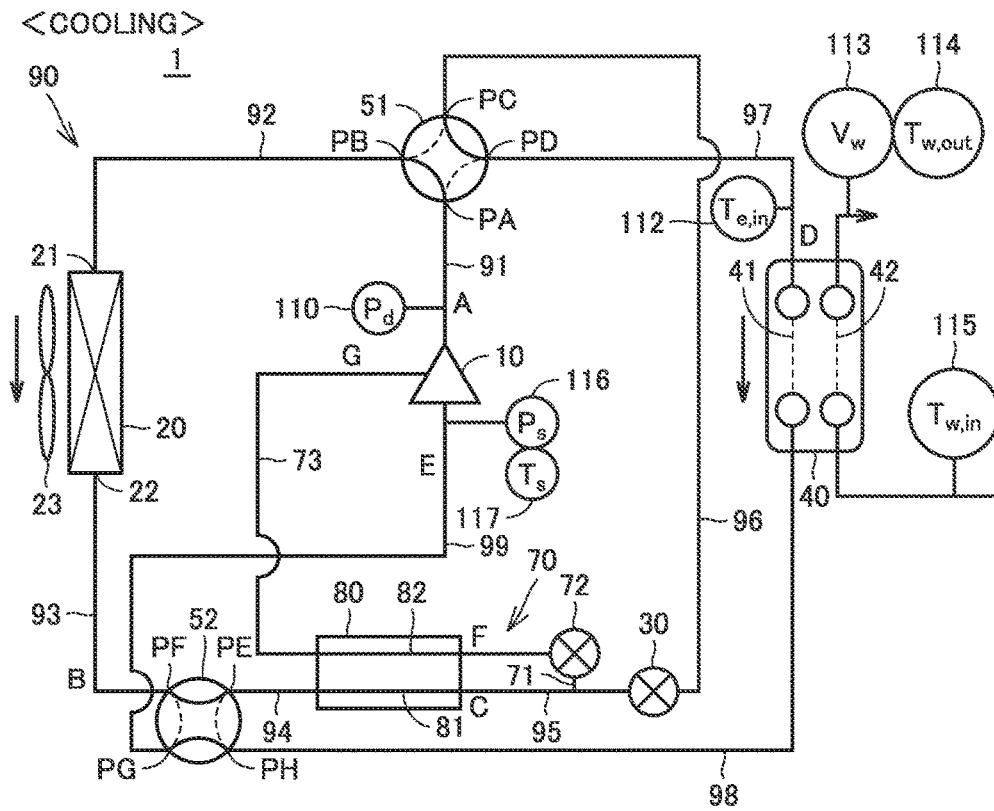 <COOLING>
1
90
92
51
PC
PB
PD
PA
97
113
114
Vw
Tw,out
Te,in
112
D
91
21
110
Pd
A
G
10
41
42
116
115
Ps
Tw,in
20
73
E
Ts
23
22
117
40
99
96
70
72
80
82
30
93
52
F
PF
PE
71
B
94
81
C
95
PG
PH
98